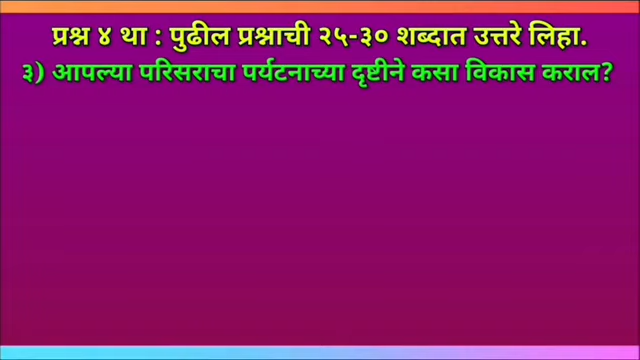 प्रश्न ४ था : पुढील प्रश्नाची २५-३० शब्दात उत्तरे लिहा.
३) आपल्या परिसराचा पर्यटनाच्या दृष्टीने कसा विकास कराल?